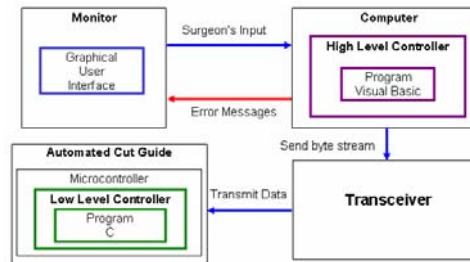 Monitor
Graphical
User
Interface
Surgeon's Input
Error Messages
Computer
High Level Controller
Program
Visual Basic
Send byte stream
Automated Cut Guide
Microcontroller
Low Level Controller
Program
C
Transmit Data
Transceiver